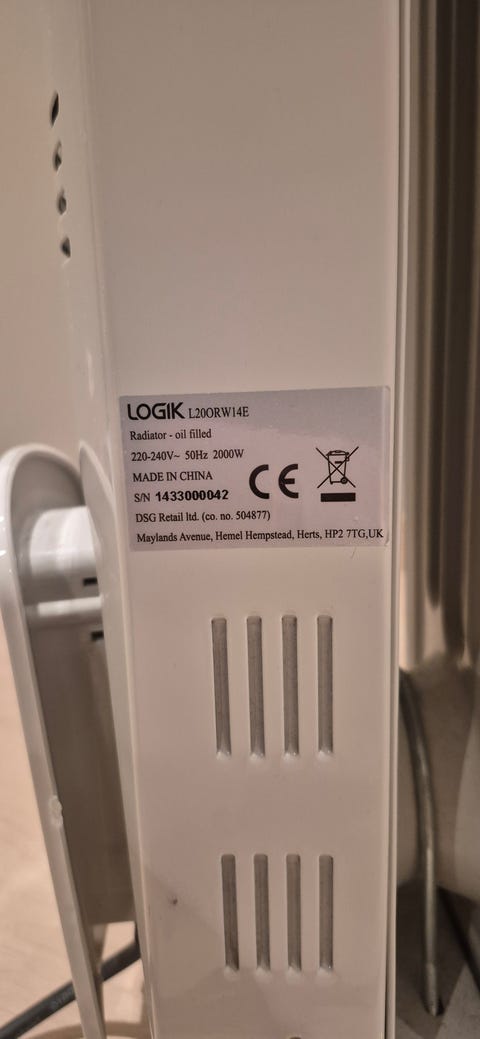 LOGIK L20ORW14E
Radiator - oil filled
220-240V~ 50Hz 2000W
MADE IN CHINA
S/N 1433000042
CE
DSG Retail ltd. (co. no. 504877)
Maylands Avenue, Hemel Hempstead, Herts, HP2 7TG,UK